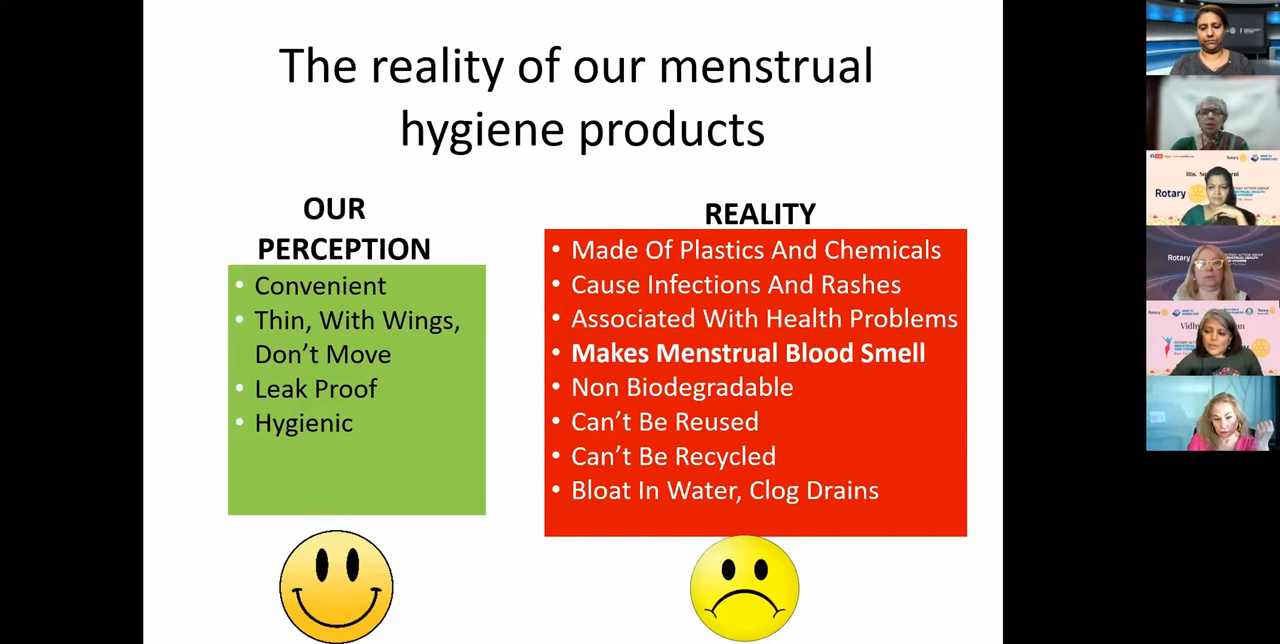 The reality of our menstrual
hygiene products
OUR
PERCEPTION
• Convenient
• Thin, With Wings,
Don't Move
• Leak Proof
• Hygienic
REALITY
• Made Of Plastics And Chemicals
• Cause Infections And Rashes
• Associated With Health Problems
• Makes Menstrual Blood Smell
• Non Biodegradable
• Can't Be Reused
• Can't Be Recycled
• Bloat In Water, Clog Drains
Rotary
Rotary